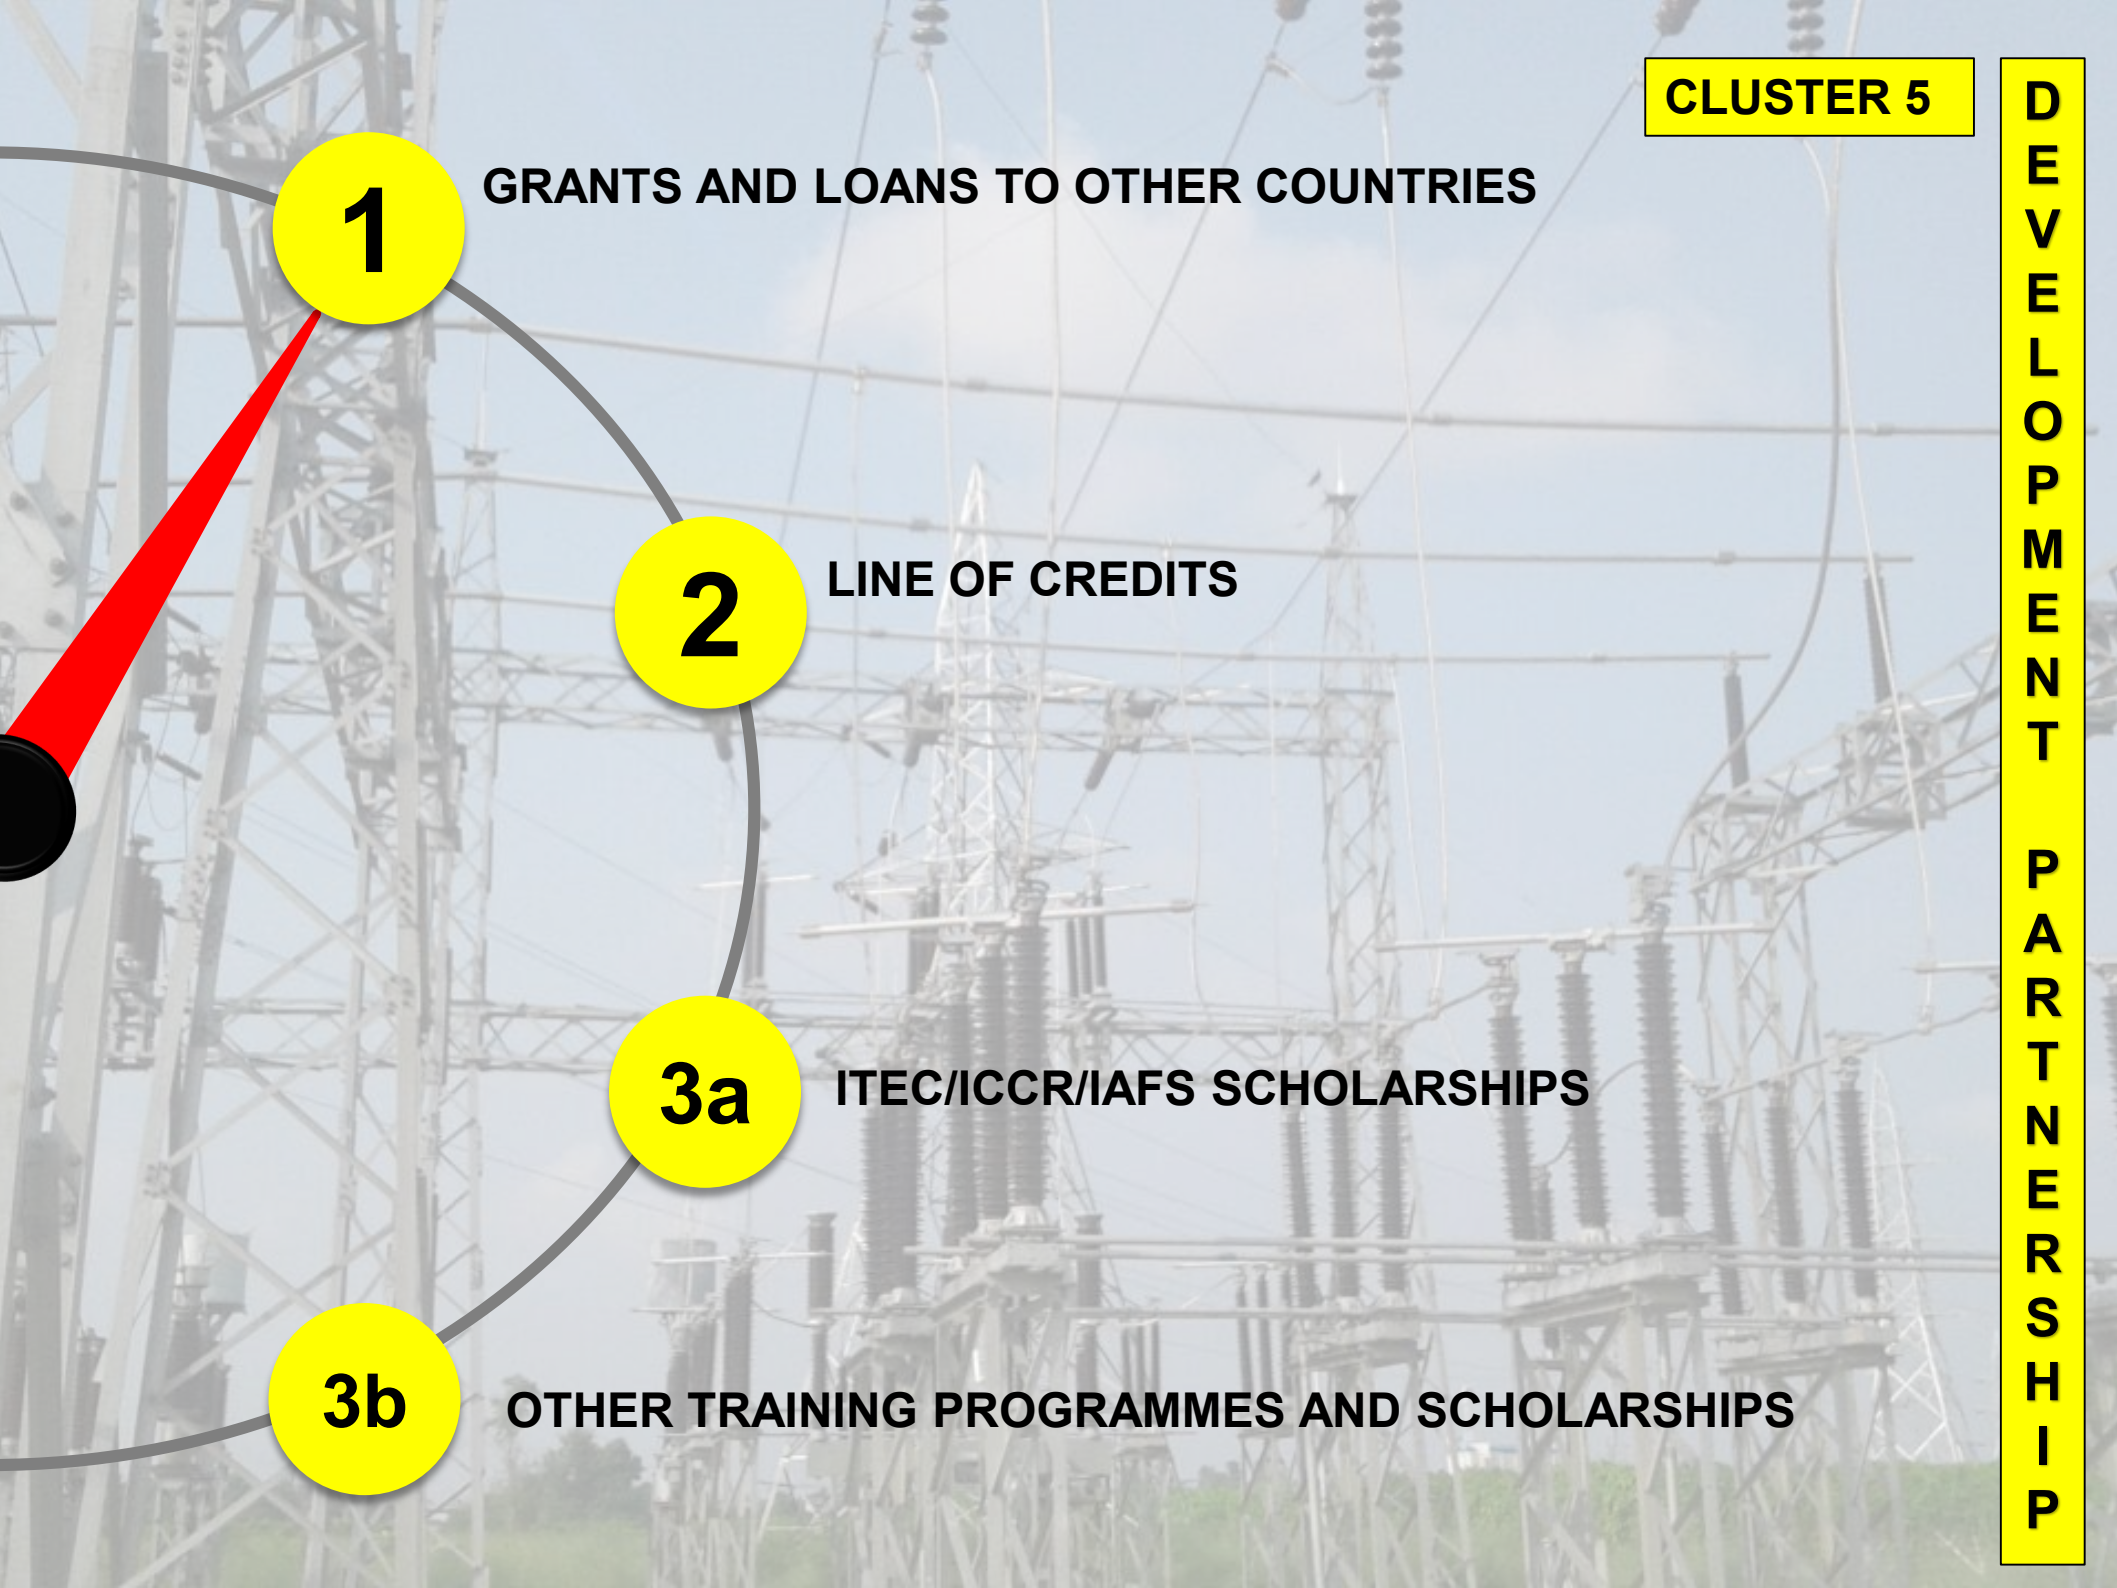 CLUSTER 5
1
GRANTS AND LOANS TO OTHER COUNTRIES
2
LINE OF CREDITS
3a
ITEC/ICCR/IAFS SCHOLARSHIPS
3b
OTHER TRAINING PROGRAMMES AND SCHOLARSHIPS
DEVELOPMENT PARTNERSHIP